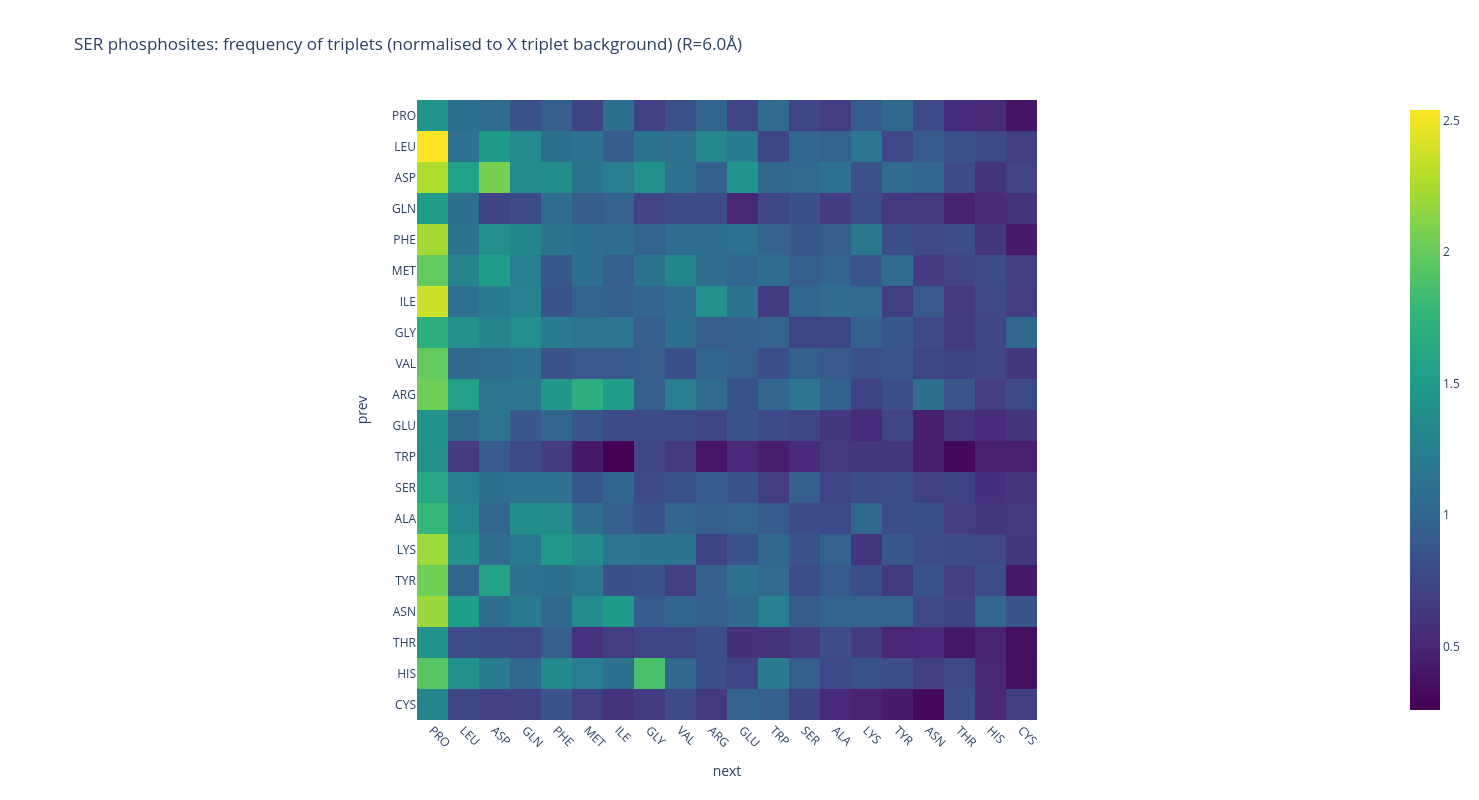 SER phosphosites: frequency of triplets (normalised to X triplet background) (R=6.0Å)
PRO
LEU
ASP
GLN
PHE
MET
ILE
GLY
VAL
ARG
GLU
TRP
SER
ALA
LYS
TYR
ASN
THR
HIS
CYS
prev
PRO LEU ASP GLN PHE MET ILE GLY VAL ARG GLU TRP SER ALA LYS TYR ASN THR HIS CYS
next
2.5
2
1.5
1
0.5